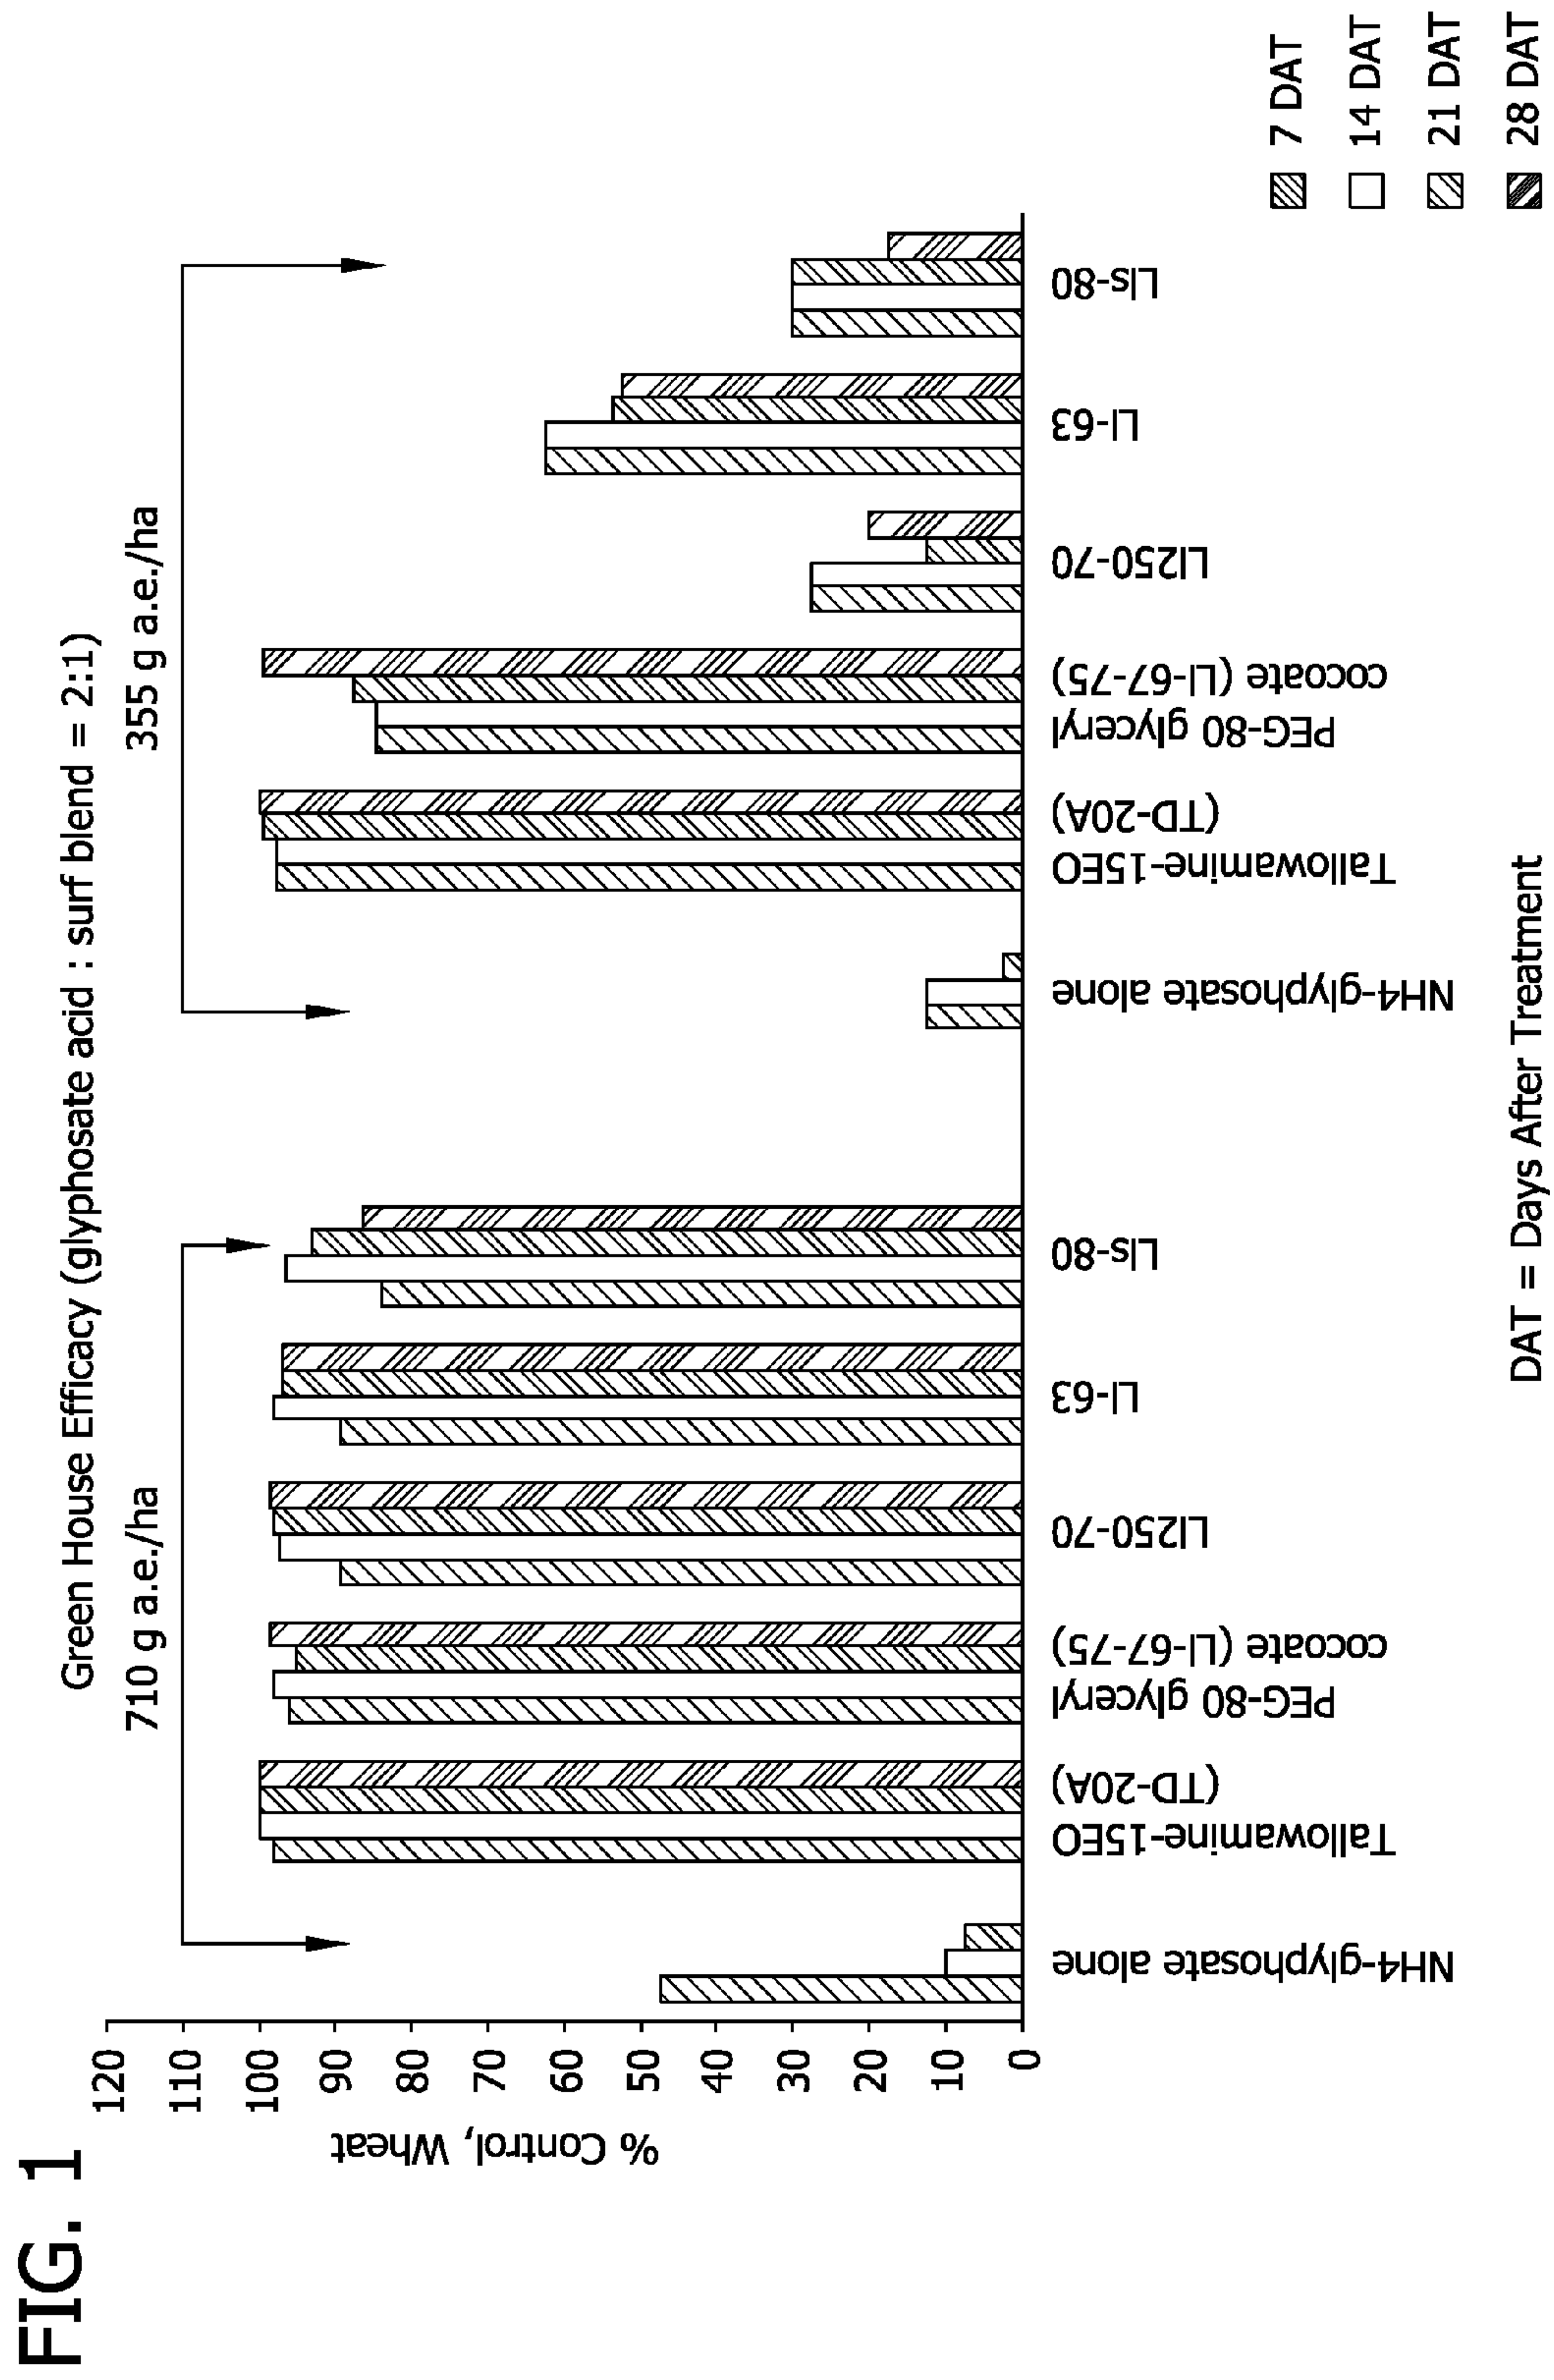 FIG. 1
Green House Efficacy (glyphosate acid : surf blend = 2:1)
710 g a.e./ha
355 g a.e./ha
% Control, Wheat
120
110
100
90
80
70
60
50
40
30
20
10
0
NH4-glyphosate alone
Tallowamine-15EO
(TD-20A)
PEG-80 glyceryl
cocoate (LI-67-75)
LI250-70
LI-63
LIs-80
NH4-glyphosate alone
Tallowamine-15EO
(TD-20A)
PEG-80 glyceryl
cocoate (LI-67-75)
LI250-70
LI-63
LIs-80
7 DAT
14 DAT
21 DAT
28 DAT
DAT = Days After Treatment